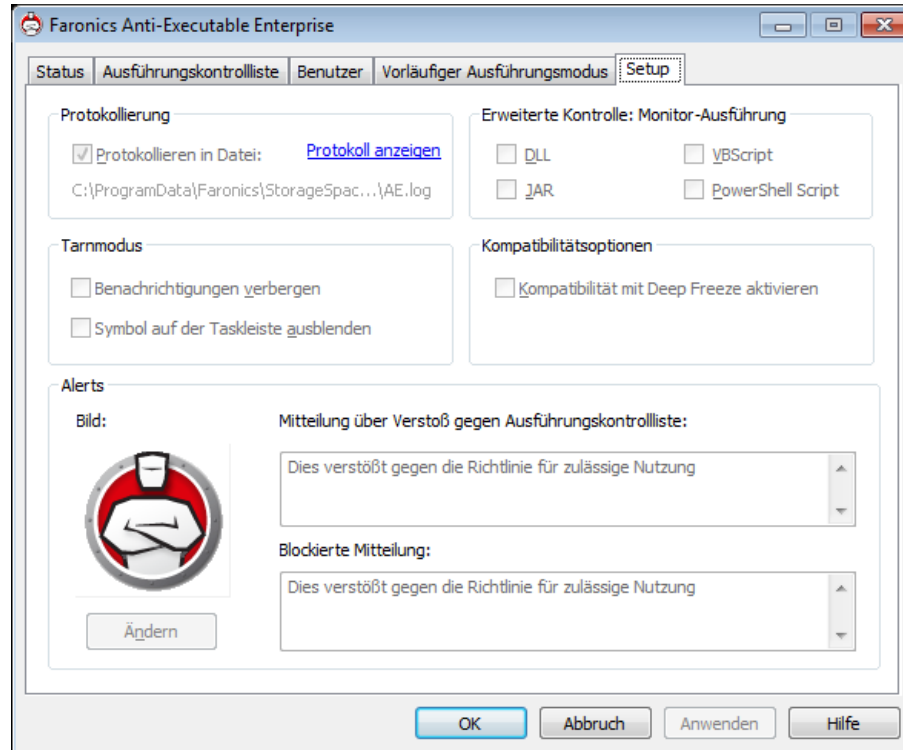 Faronics Anti-Executable Enterprise
Status Ausführungskontrollliste Benutzer Vorläufiger Ausführungsmodus Setup
Protokollierung
Protokollieren in Datei: Protokoll anzeigen
C:\ProgramData\Faronics\StorageSpac...\AE.log
Erweiterte Kontrolle: Monitor-Ausführung
DLL VBScript
JAR PowerShell Script
Tarnmodus
Benachrichtigungen verbergen
Symbol auf der Taskleiste ausblenden
Kompatibilitätsoptionen
Kompatibilität mit Deep Freeze aktivieren
Alerts
Bild:
Ändern
Mitteilung über Verstoß gegen Ausführungskontrollliste:
Dies verstößt gegen die Richtlinie für zulässige Nutzung
Blockierte Mitteilung:
Dies verstößt gegen die Richtlinie für zulässige Nutzung
OK Abbruch Anwenden Hilfe